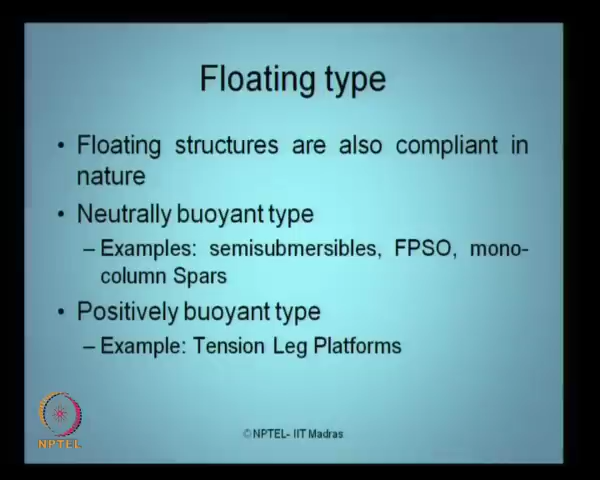 Floating type
• Floating structures are also compliant in
nature
• Neutrally buoyant type
– Examples: semisubmersibles, FPSO, mono-
column Spars
• Positively buoyant type
– Example: Tension Leg Platforms
NPTEL
© NPTEL- IIT Madras